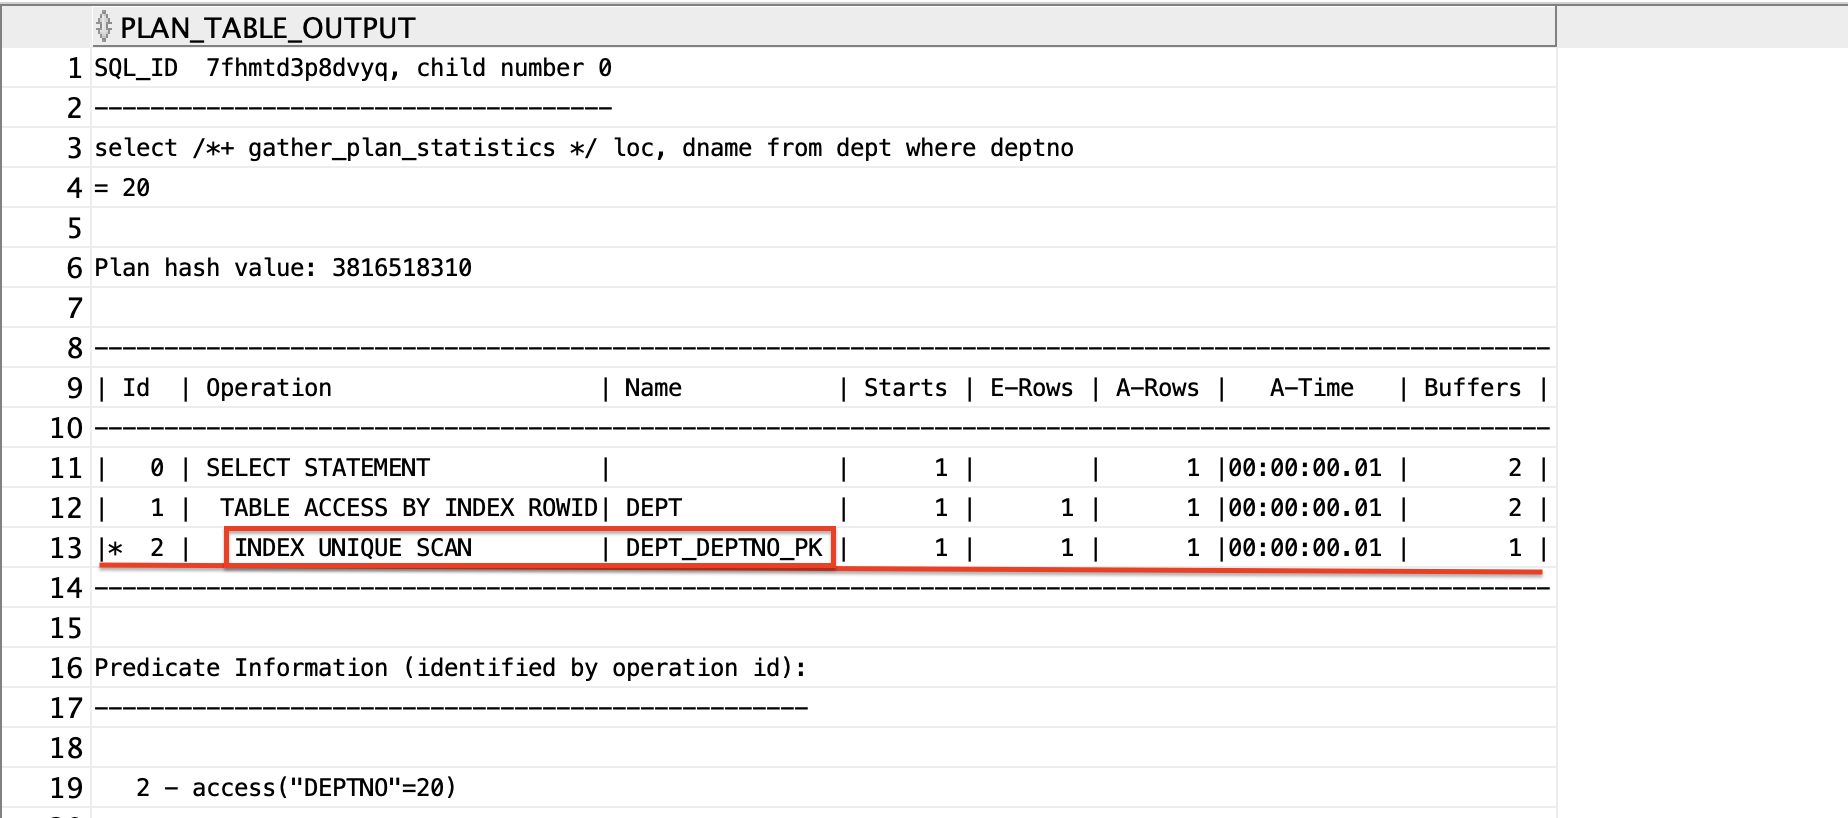 PLAN_TABLE_OUTPUT
1 SQL_ID  7fhmtd3p8dvyq, child number 0
2 -------------------------------------
3 select /*+ gather_plan_statistics */ loc, dname from dept where deptno
4 = 20
5
6 Plan hash value: 3816518310
7
8 -------------------------------------------------------------------------------------------------------
9 | Id  | Operation                   | Name           | Starts | E-Rows | A-Rows |   A-Time   | Buffers |
10 -------------------------------------------------------------------------------------------------------
11 |   0 | SELECT STATEMENT            |                |      1 |        |      1 |00:00:00.01 |       2 |
12 |   1 |  TABLE ACCESS BY INDEX ROWID| DEPT           |      1 |      1 |      1 |00:00:00.01 |       2 |
13 |*  2 |   INDEX UNIQUE SCAN         | DEPT_DEPTNO_PK |      1 |      1 |      1 |00:00:00.01 |       1 |
14 -------------------------------------------------------------------------------------------------------
15
16 Predicate Information (identified by operation id):
17 ---------------------------------------------------
18
19    2 - access("DEPTNO"=20)